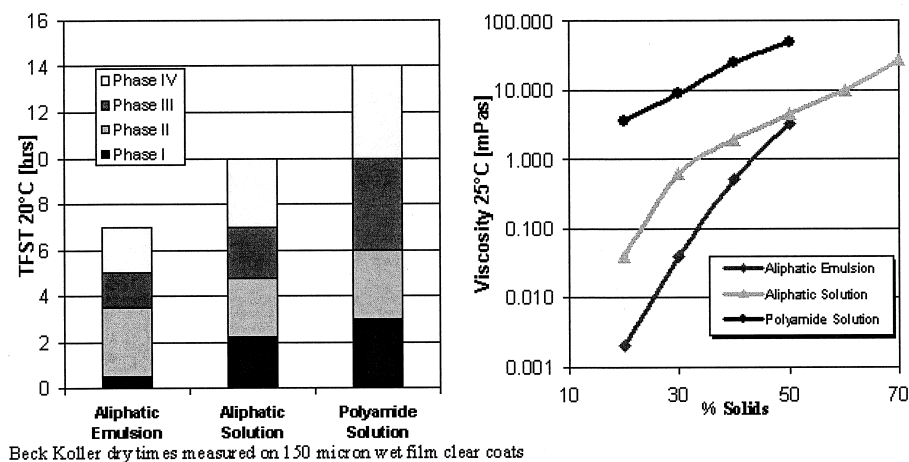 16
14
12
10
8
6
4
2
0
TFST 20°C [hrs]
Phase IV
Phase III
Phase II
Phase I
Aliphatic
Emulsion
Aliphatic
Solution
Polyamide
Solution
100.000
10.000
1.000
0.100
0.010
0.001
Viscosity 25°C [mPas]
Aliphatic Emulsion
Aliphatic Solution
Polyamide Solution
10
30
50
70
% Solids
Beck Koller dry times measured on 150 micron wet film clear coats